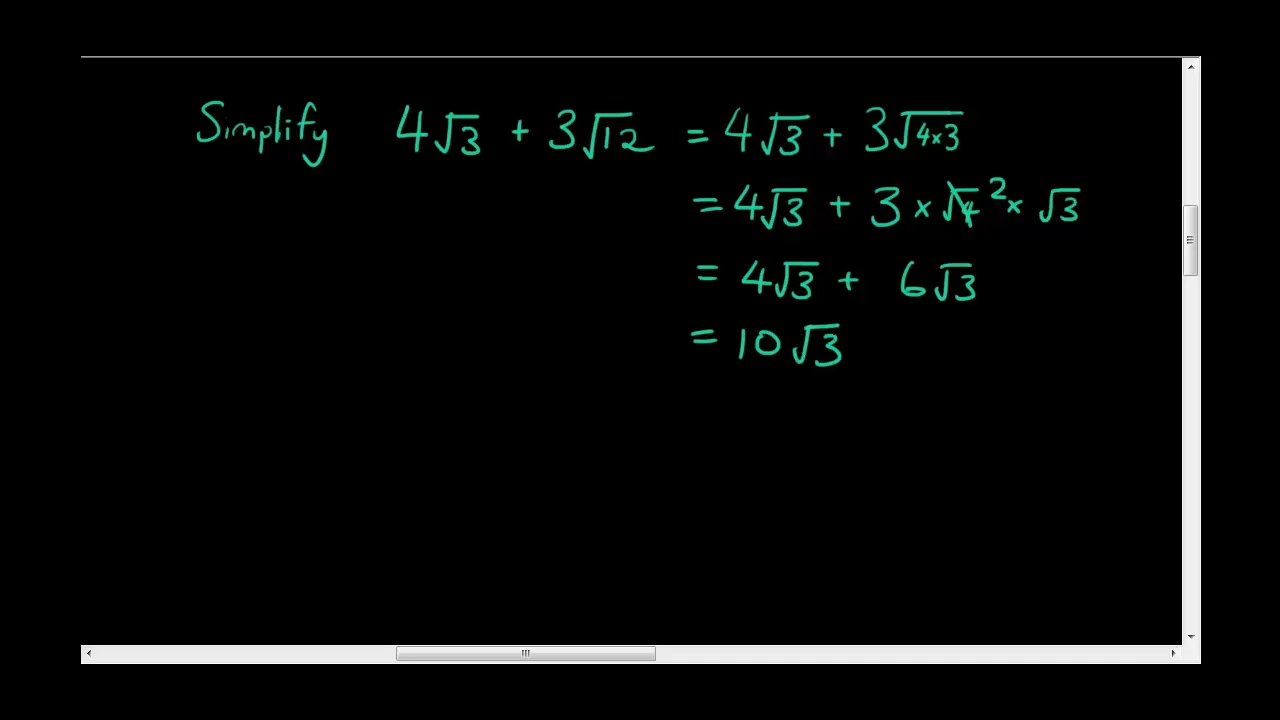 Simplify 4√3 + 3√12 = 4√3 + 3√4×3
= 4√3 + 3 × √4 2 × √3
= 4√3 + 6√3
= 10√3